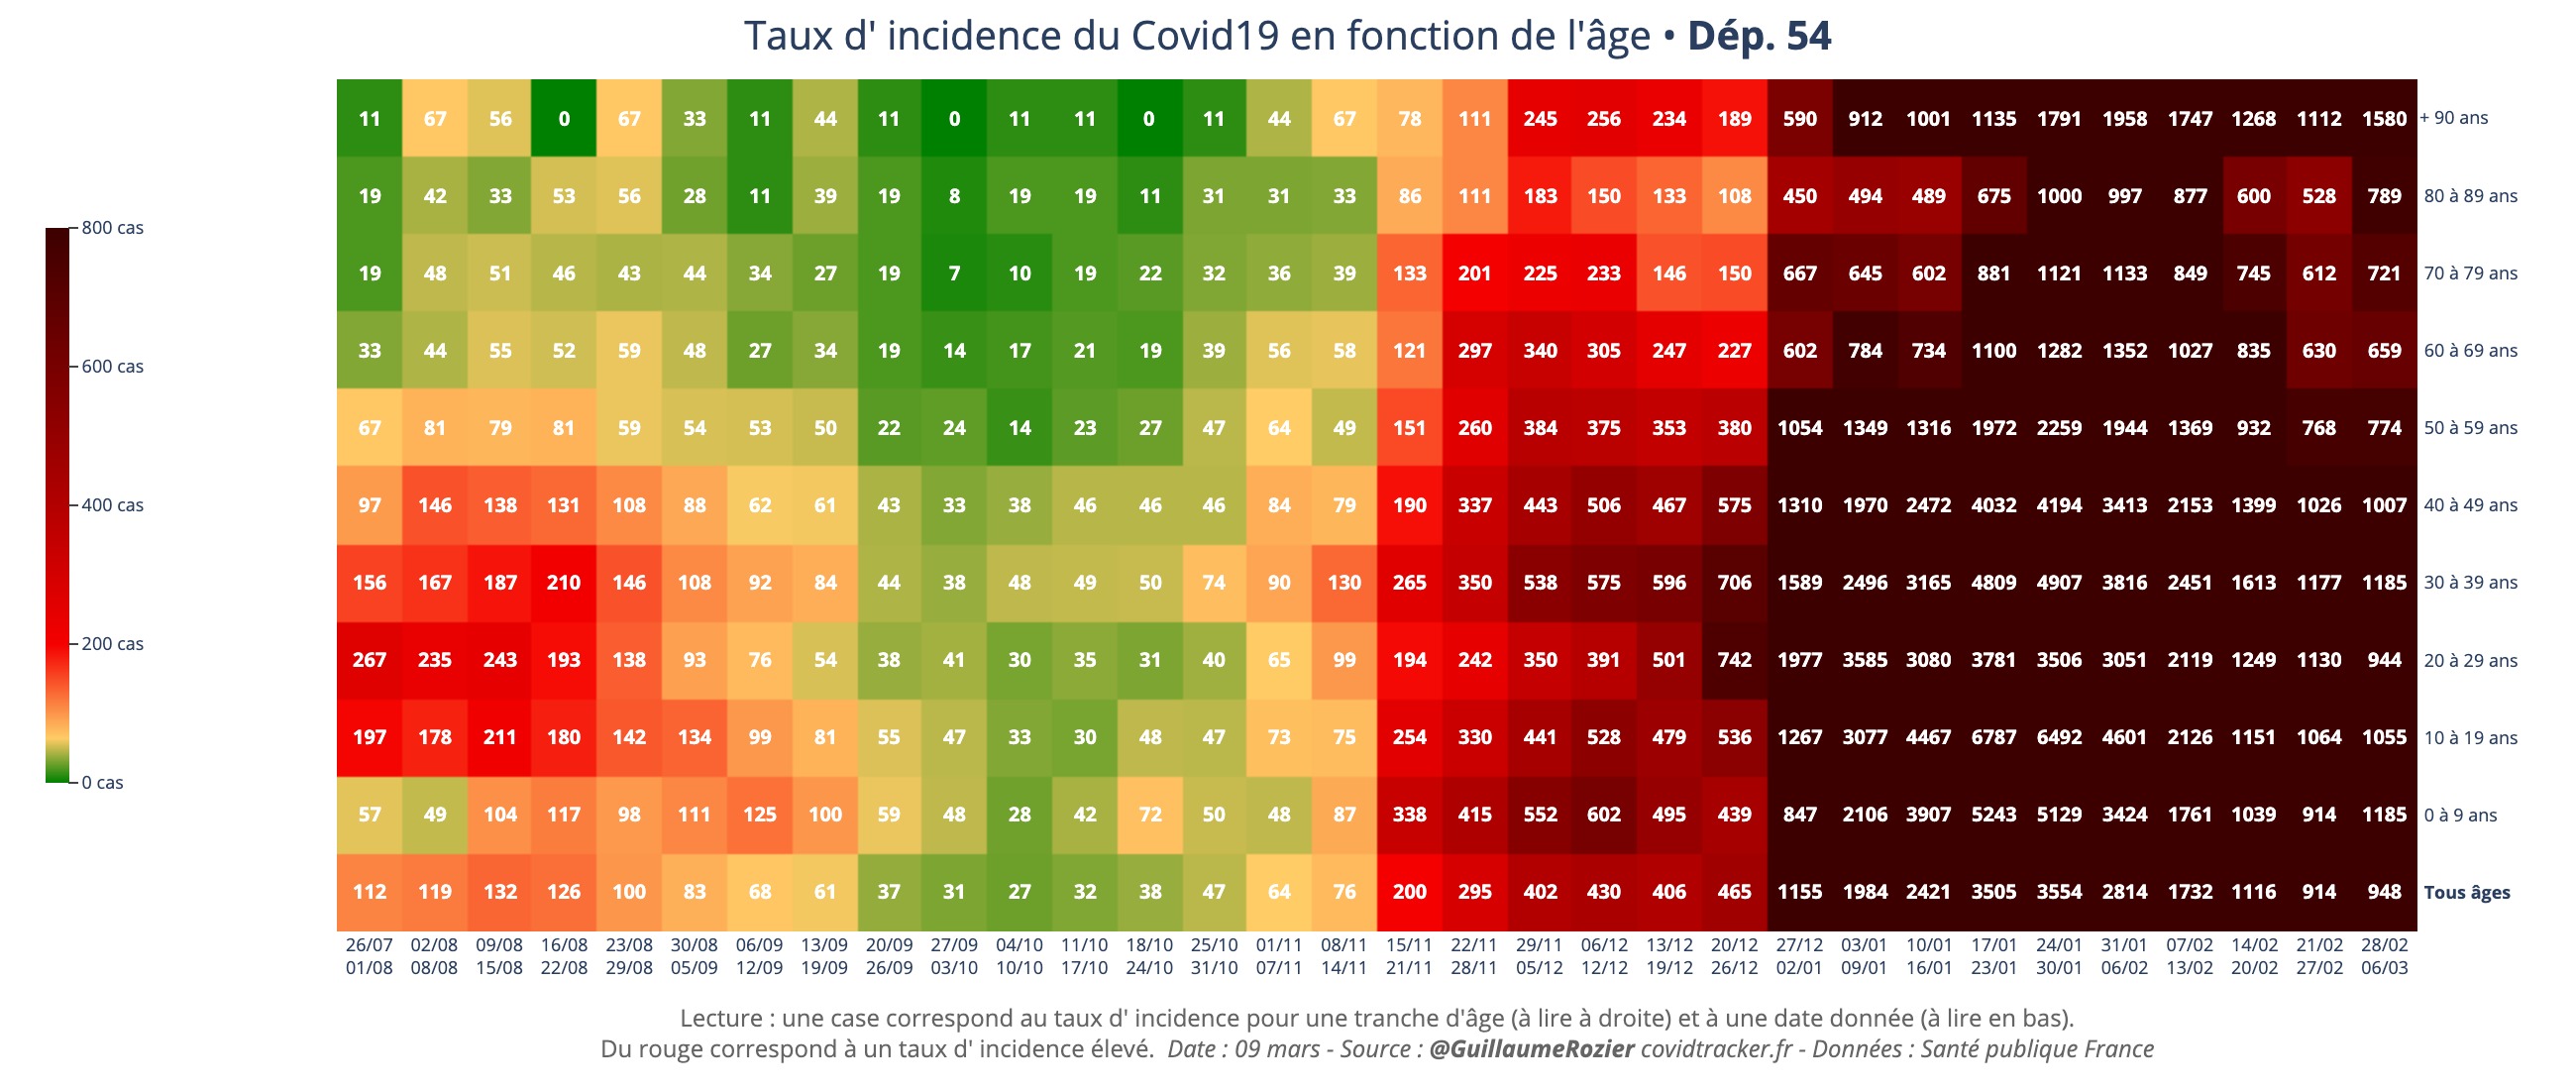 Taux d' incidence du Covid19 en fonction de l'âge • Dép. 54
800 cas
600 cas
400 cas
200 cas
0 cas
11 67 56 0 67 33 11 44 11 0 11 11 0 11 44 67 78 111 245 256 234 189 590 912 1001 1135 1791 1958 1747 1268 1112 1580 + 90 ans
19 42 33 53 56 28 11 39 19 8 19 19 11 31 31 33 86 111 183 150 133 108 450 494 489 675 1000 997 877 600 528 789 80 à 89 ans
19 48 51 46 43 44 34 27 19 7 10 19 22 32 36 39 133 201 225 233 146 150 667 645 602 881 1121 1133 849 745 612 721 70 à 79 ans
33 44 55 52 59 48 27 34 19 14 17 21 19 39 56 58 121 297 340 305 247 227 602 784 734 1100 1282 1352 1027 835 630 659 60 à 69 ans
67 81 79 81 59 54 53 50 22 24 14 23 27 47 64 49 151 260 384 375 353 380 1054 1349 1316 1972 2259 1944 1369 932 768 774 50 à 59 ans
97 146 138 131 108 88 62 61 43 33 38 46 46 46 84 79 190 337 443 506 467 575 1310 1970 2472 4032 4194 3413 2153 1399 1026 1007 40 à 49 ans
156 167 187 210 146 108 92 84 44 38 48 49 50 74 90 130 265 350 538 575 596 706 1589 2496 3165 4809 4907 3816 2451 1613 1177 1185 30 à 39 ans
267 235 243 193 138 93 76 54 38 41 30 35 31 40 65 99 194 242 350 391 501 742 1977 3585 3080 3781 3506 3051 2119 1249 1130 944 20 à 29 ans
197 178 211 180 142 134 99 81 55 47 33 30 48 47 73 75 254 330 441 528 479 536 1267 3077 4467 6787 6492 4601 2126 1151 1064 1055 10 à 19 ans
57 49 104 117 98 111 125 100 59 48 28 42 72 50 48 87 338 415 552 602 495 439 847 2106 3907 5243 5129 3424 1761 1039 914 1185 0 à 9 ans
112 119 132 126 100 83 68 61 37 31 27 32 38 47 64 76 200 295 402 430 406 465 1155 1984 2421 3505 3554 2814 1732 1116 914 948 Tous âges
26/07 02/08 09/08 16/08 23/08 30/08 06/09 13/09 20/09 27/09 04/10 11/10 18/10 25/10 01/11 08/11 15/11 22/11 29/11 06/12 13/12 20/12 27/12 03/01 10/01 17/01 24/01 31/01 07/02 14/02 21/02 28/02
01/08 08/08 15/08 22/08 29/08 05/09 12/09 19/09 26/09 03/10 10/10 17/10 24/10 31/10 07/11 14/11 21/11 28/11 05/12 12/12 19/12 26/12 02/01 09/01 16/01 23/01 30/01 06/02 13/02 20/02 27/02 06/03
Lecture : une case correspond au taux d' incidence pour une tranche d'âge (à lire à droite) et à une date donnée (à lire en bas).
Du rouge correspond à un taux d' incidence élevé. Date : 09 mars - Source : @GuillaumeRozier covidtracker.fr - Données : Santé publique France